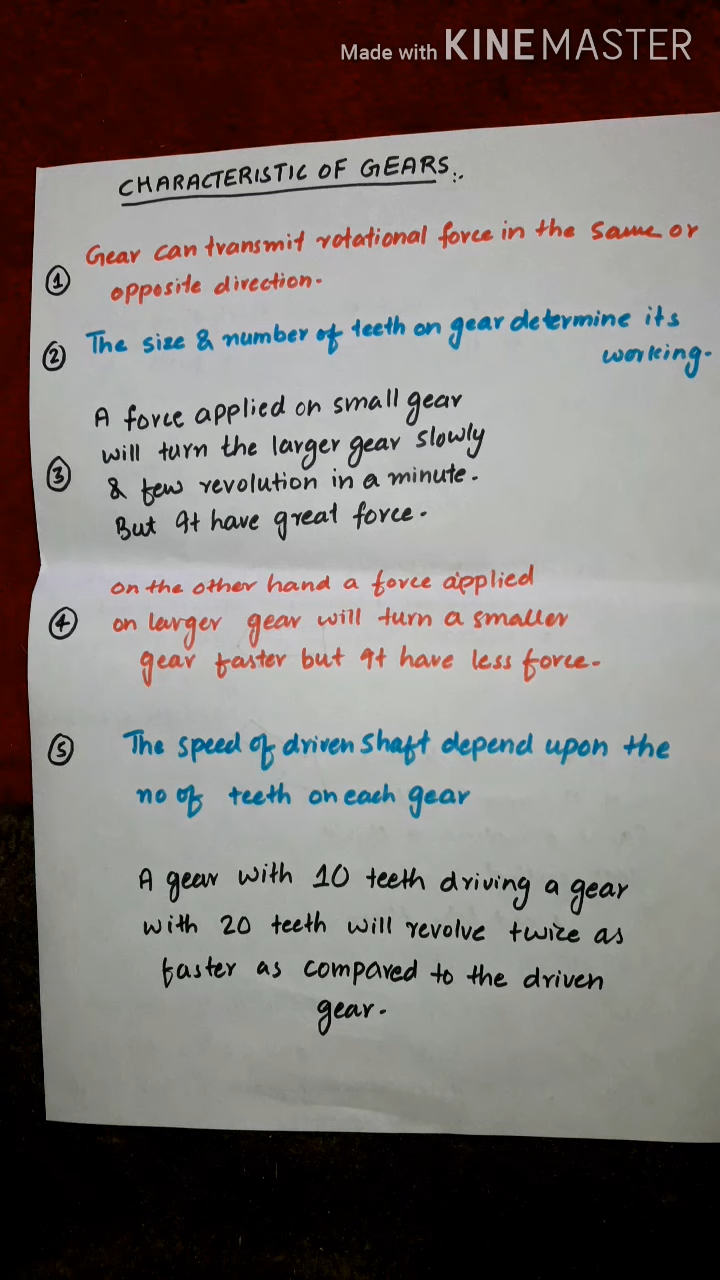 Made with KINEMASTER
CHARACTERISTIC OF GEARS:.
① Gear can transmit rotational force in the same or
opposite direction.
② The size & number of teeth on gear determine its
working.
③ A force applied on small gear
will turn the larger gear slowly
& few revolution in a minute.
But It have great force.
④ on the other hand a force applied
on larger gear will turn a smaller
gear faster but It have less force.
⑤ The speed of driven shaft depend upon the
no of teeth on each gear
A gear with 10 teeth driving a gear
with 20 teeth will revolve twice as
faster as compared to the driven
gear.